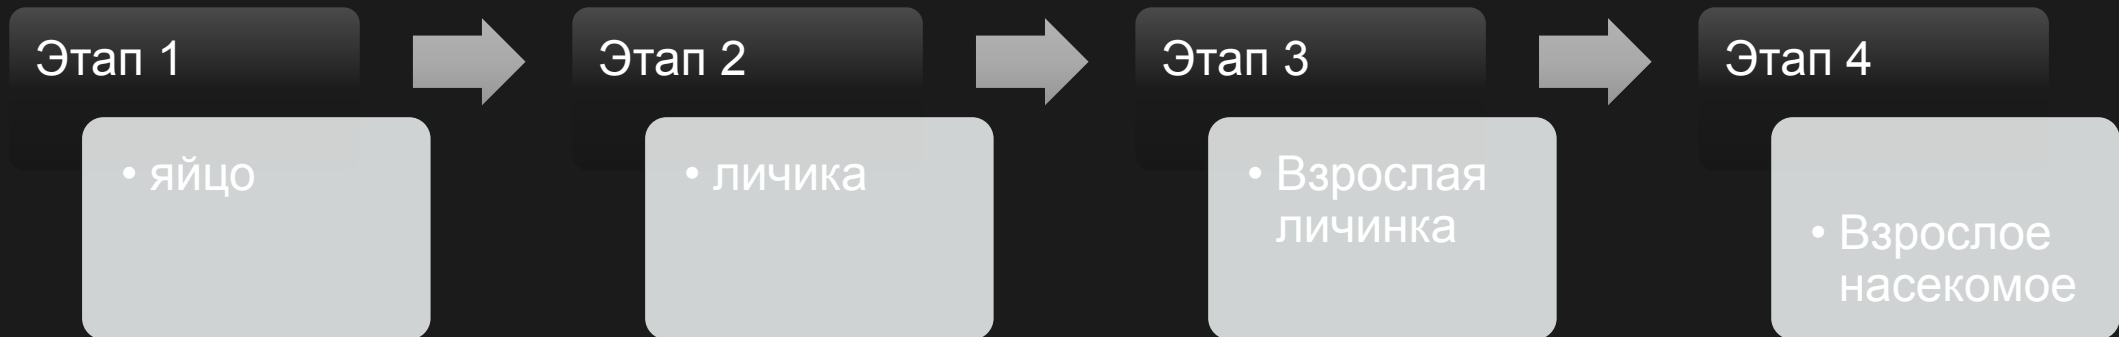 Этап 1
• яйцо
Этап 2
• личика
Этап 3
• Взрослая
личинка
Этап 4
• Взрослое
насекомое